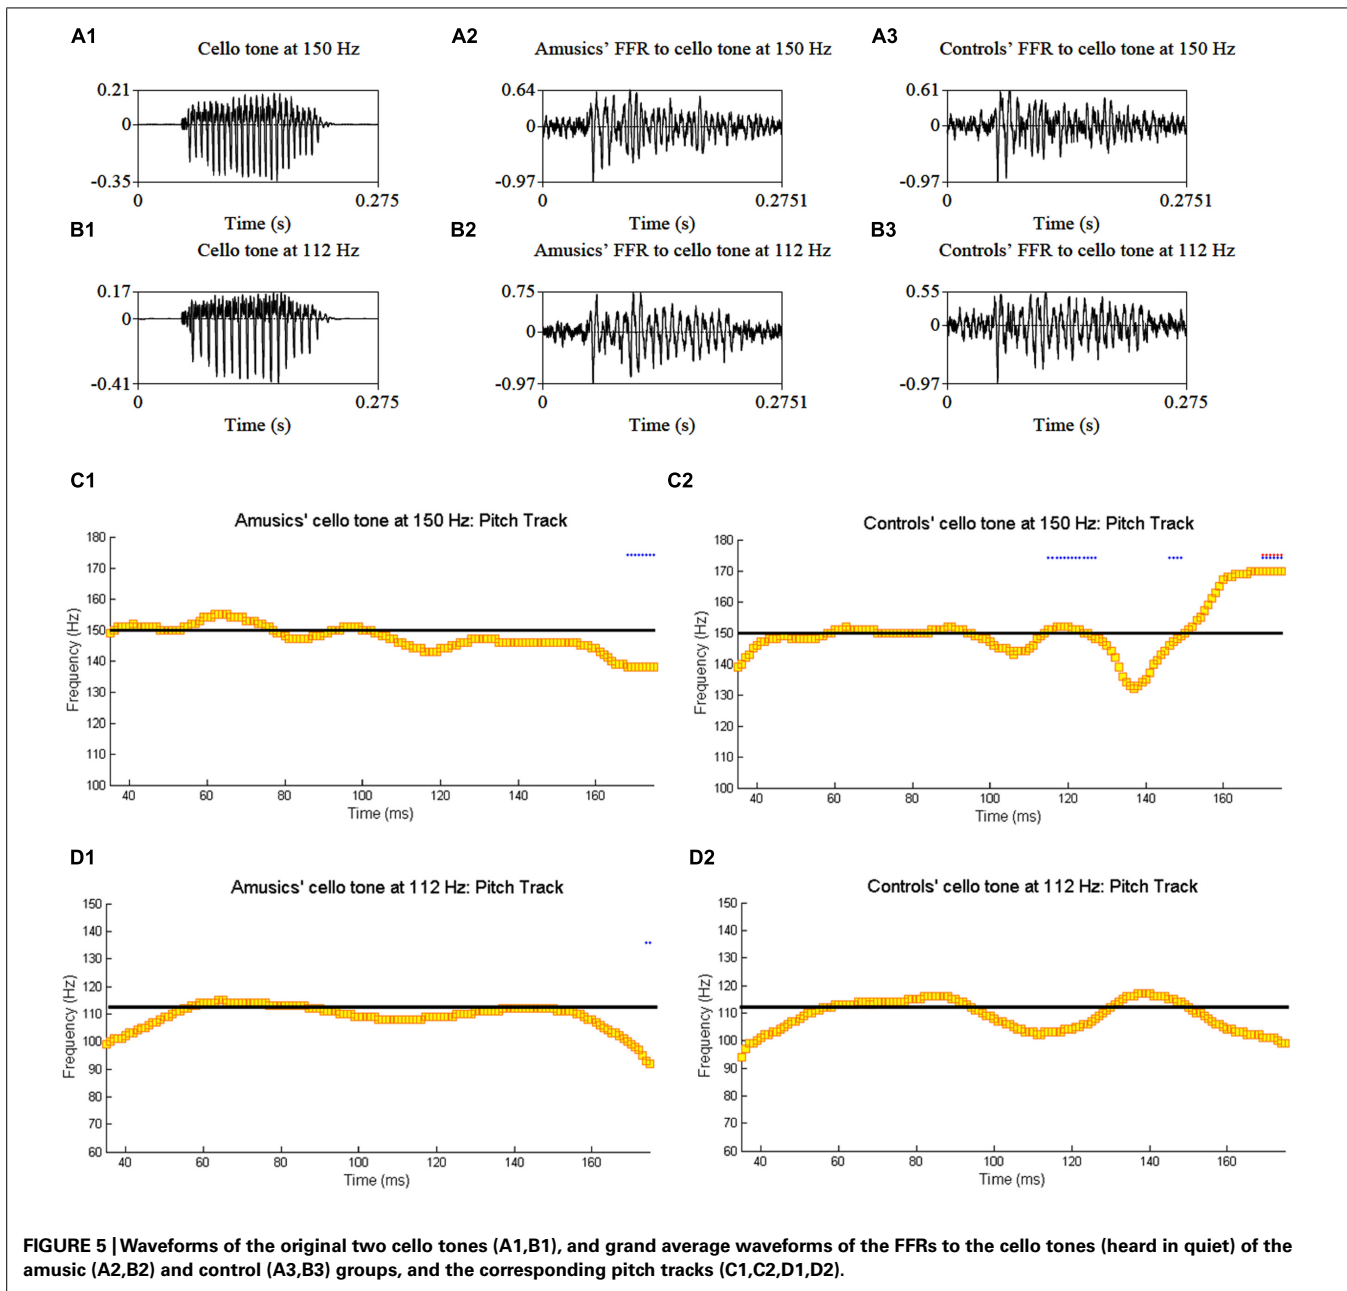 A1
Cello tone at 150 Hz
0.21
0
-0.35
0
0.275
Time (s)
A2
Amusics' FFR to cello tone at 150 Hz
0.64
0
-0.97
0
0.2751
Time (s)
A3
Controls' FFR to cello tone at 150 Hz
0.61
0
-0.97
0
0.2751
Time (s)
B1
Cello tone at 112 Hz
0.17
0
-0.41
0
0.275
Time (s)
B2
Amusics' FFR to cello tone at 112 Hz
0.75
0
-0.97
0
0.2751
Time (s)
B3
Controls' FFR to cello tone at 112 Hz
0.55
0
-0.97
0
0.275
Time (s)
C1
Amusics' cello tone at 150 Hz: Pitch Track
180
170
160
150
140
130
120
110
100
Frequency (Hz)
40 60 80 100 120 140 160
Time (ms)
C2
Controls' cello tone at 150 Hz: Pitch Track
180
170
160
150
140
130
120
110
100
Frequency (Hz)
40 60 80 100 120 140 160
Time (ms)
D1
Amusics' cello tone at 112 Hz: Pitch Track
150
140
130
120
110
100
90
80
70
60
Frequency (Hz)
40 60 80 100 120 140 160
Time (ms)
D2
Controls' cello tone at 112 Hz: Pitch Track
150
140
130
120
110
100
90
80
70
60
Frequency (Hz)
40 60 80 100 120 140 160
Time (ms)
FIGURE 5 | Waveforms of the original two cello tones (A1,B1), and grand average waveforms of the FFRs to the cello tones (heard in quiet) of the
amusic (A2,B2) and control (A3,B3) groups, and the corresponding pitch tracks (C1,C2,D1,D2).